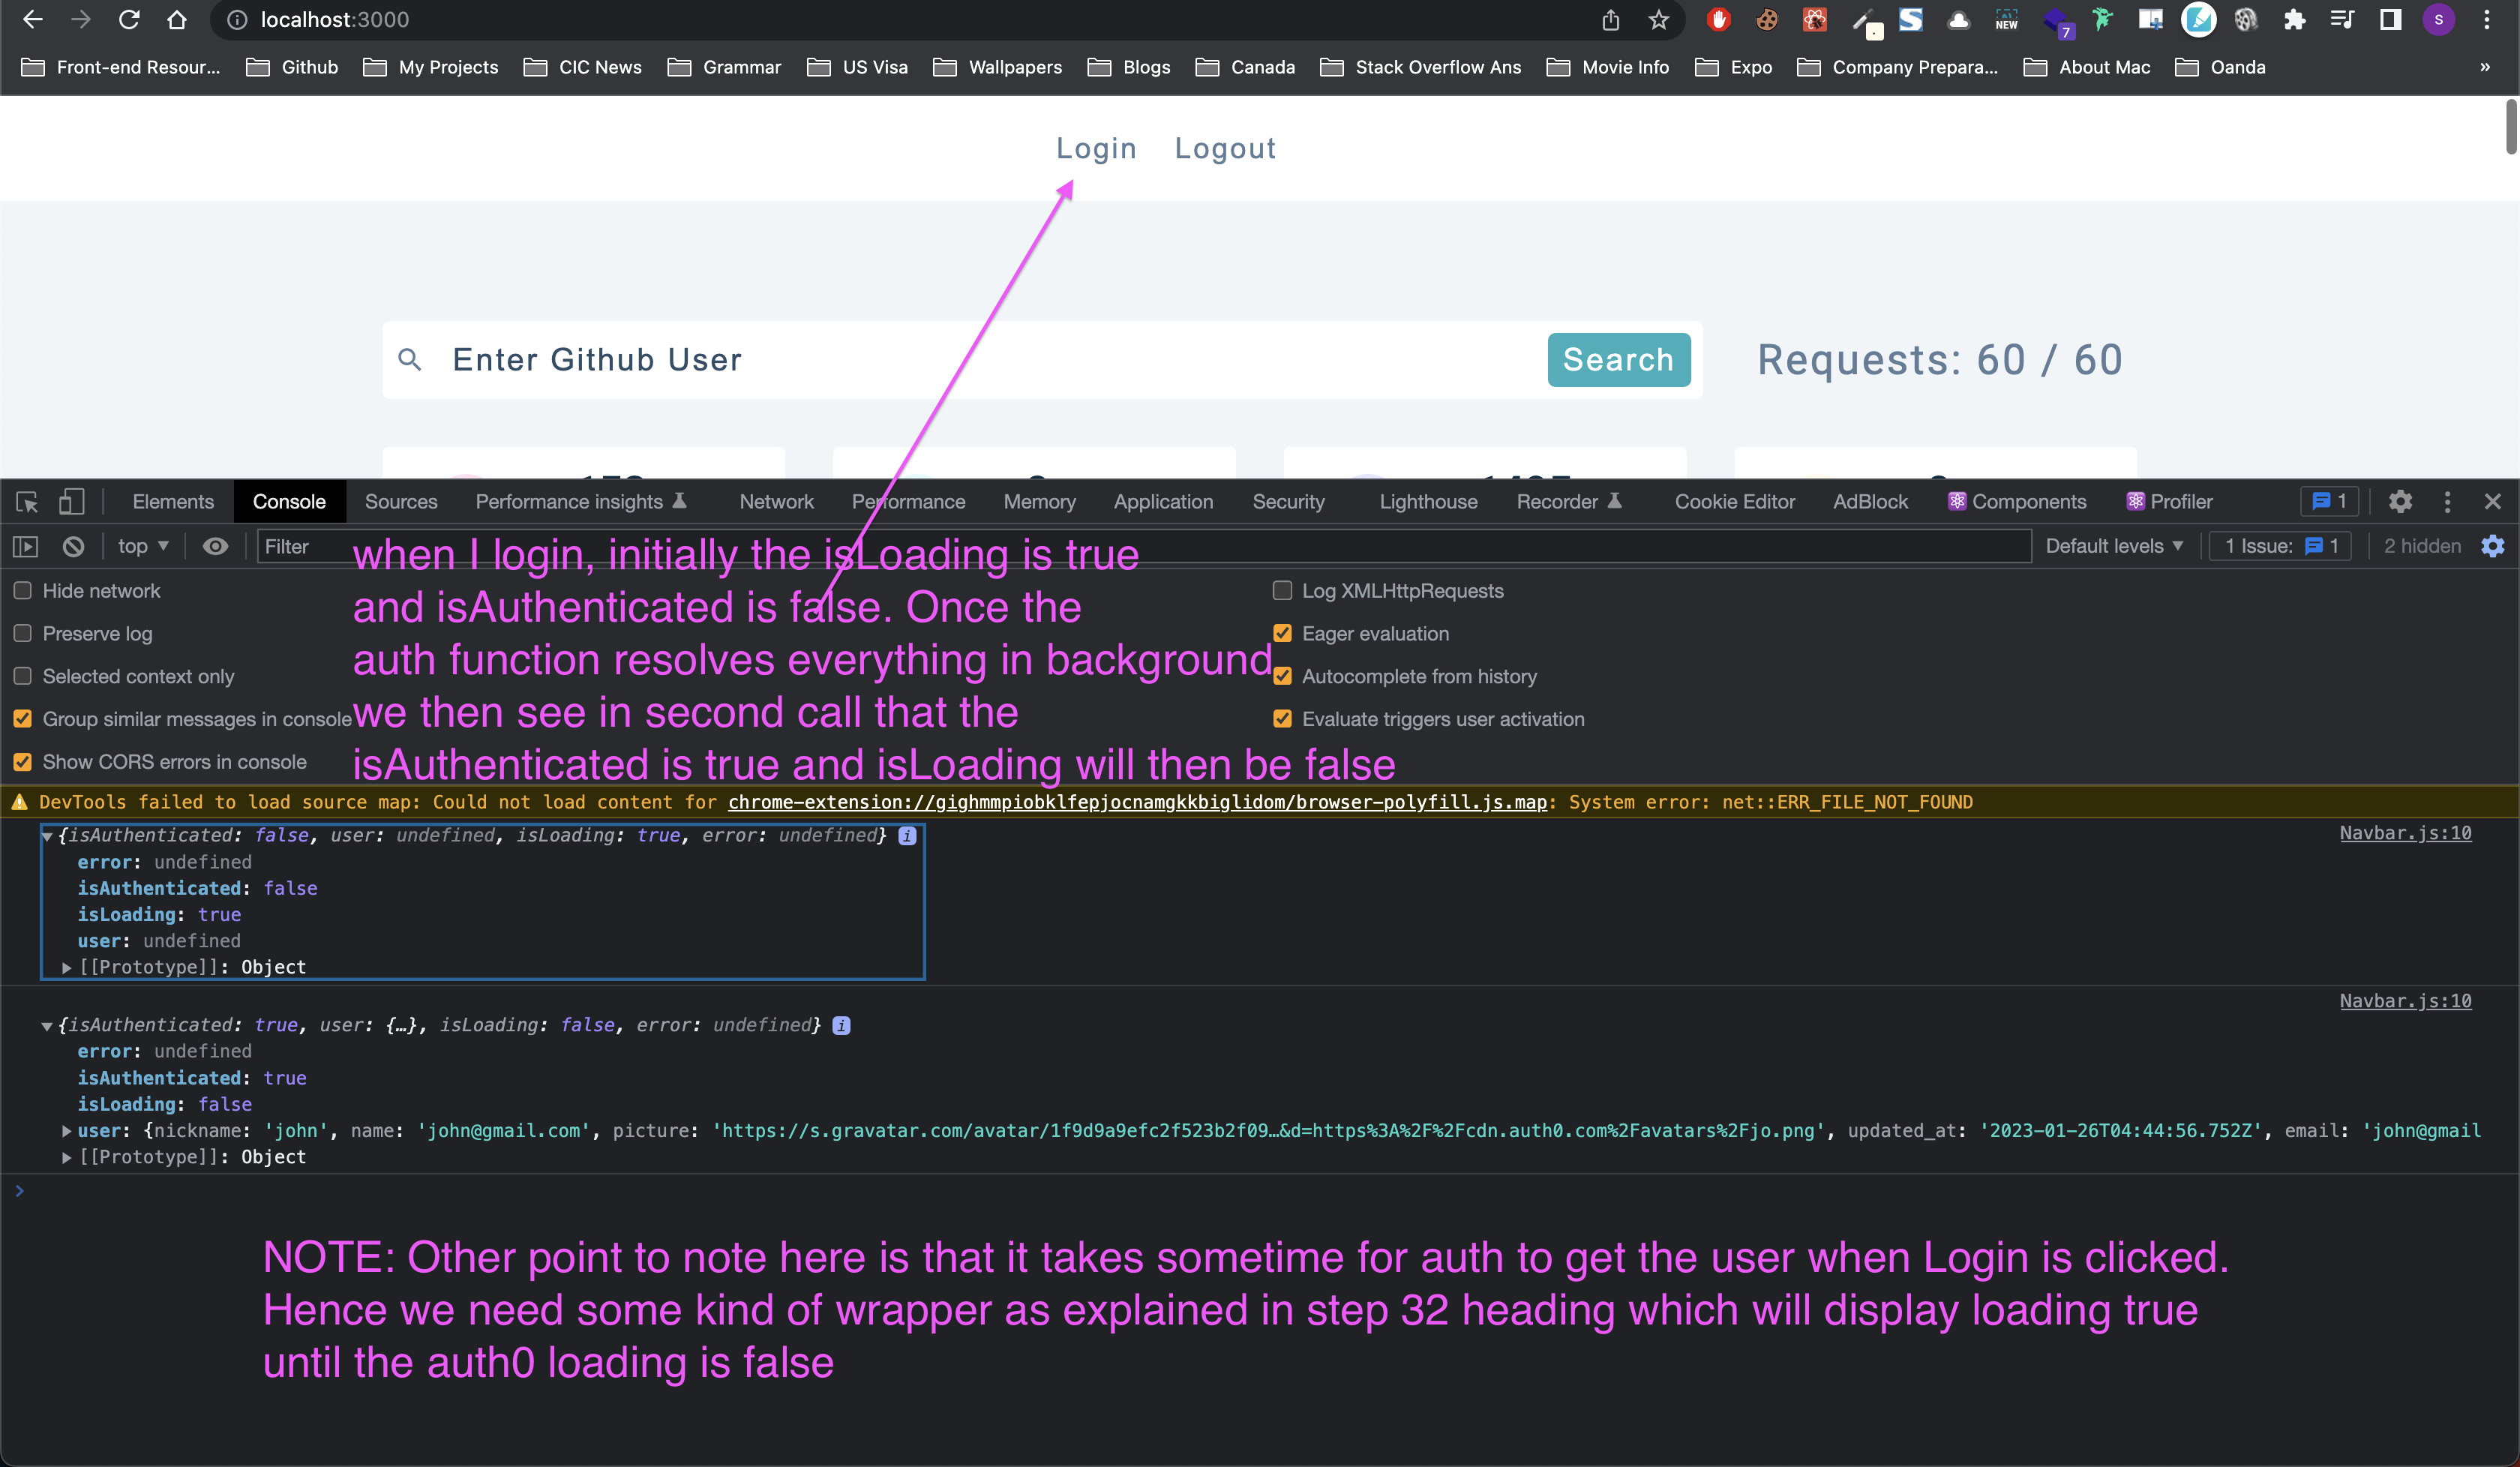 localhost:3000
NEW
7
S
Front-end Resour...
Github
My Projects
CIC News
Grammar
US Visa
Wallpapers
Blogs
Canada
Stack Overflow Ans
Movie Info
Expo
Company Prepara...
About Mac
Oanda
»
Login Logout
Enter Github User
Search
Requests: 60 / 60
Elements
Console
Sources
Performance insights
Network
Performance
Memory
Application
Security
Lighthouse
Recorder
Cookie Editor
AdBlock
Components
Profiler
1
top
Filter
Default levels
1 Issue: 1
2 hidden
when I login, initially the isLoading is true
and isAuthenticated is false. Once the
auth function resolves everything in background
we then see in second call that the
isAuthenticated is true and isLoading will then be false
Hide network
Preserve log
Selected context only
Group similar messages in console
Show CORS errors in console
Log XMLHttpRequests
Eager evaluation
Autocomplete from history
Evaluate triggers user activation
DevTools failed to load source map: Could not load content for chrome-extension://gighmmpiobklfepjocnamgkkbiglidom/browser-polyfill.js.map: System error: net::ERR_FILE_NOT_FOUND
{isAuthenticated: false, user: undefined, isLoading: true, error: undefined} i
Navbar.js:10
error: undefined
isAuthenticated: false
isLoading: true
user: undefined
[[Prototype]]: Object
Navbar.js:10
{isAuthenticated: true, user: {…}, isLoading: false, error: undefined} i
error: undefined
isAuthenticated: true
isLoading: false
user: {nickname: 'john', name: 'john@gmail.com', picture: 'https://s.gravatar.com/avatar/1f9d9a9efc2f523b2f09…&d=https%3A%2F%2Fcdn.auth0.com%2Favatars%2Fjo.png', updated_at: '2023-01-26T04:44:56.752Z', email: 'john@gmail
[[Prototype]]: Object
NOTE: Other point to note here is that it takes sometime for auth to get the user when Login is clicked.
Hence we need some kind of wrapper as explained in step 32 heading which will display loading true
until the auth0 loading is false